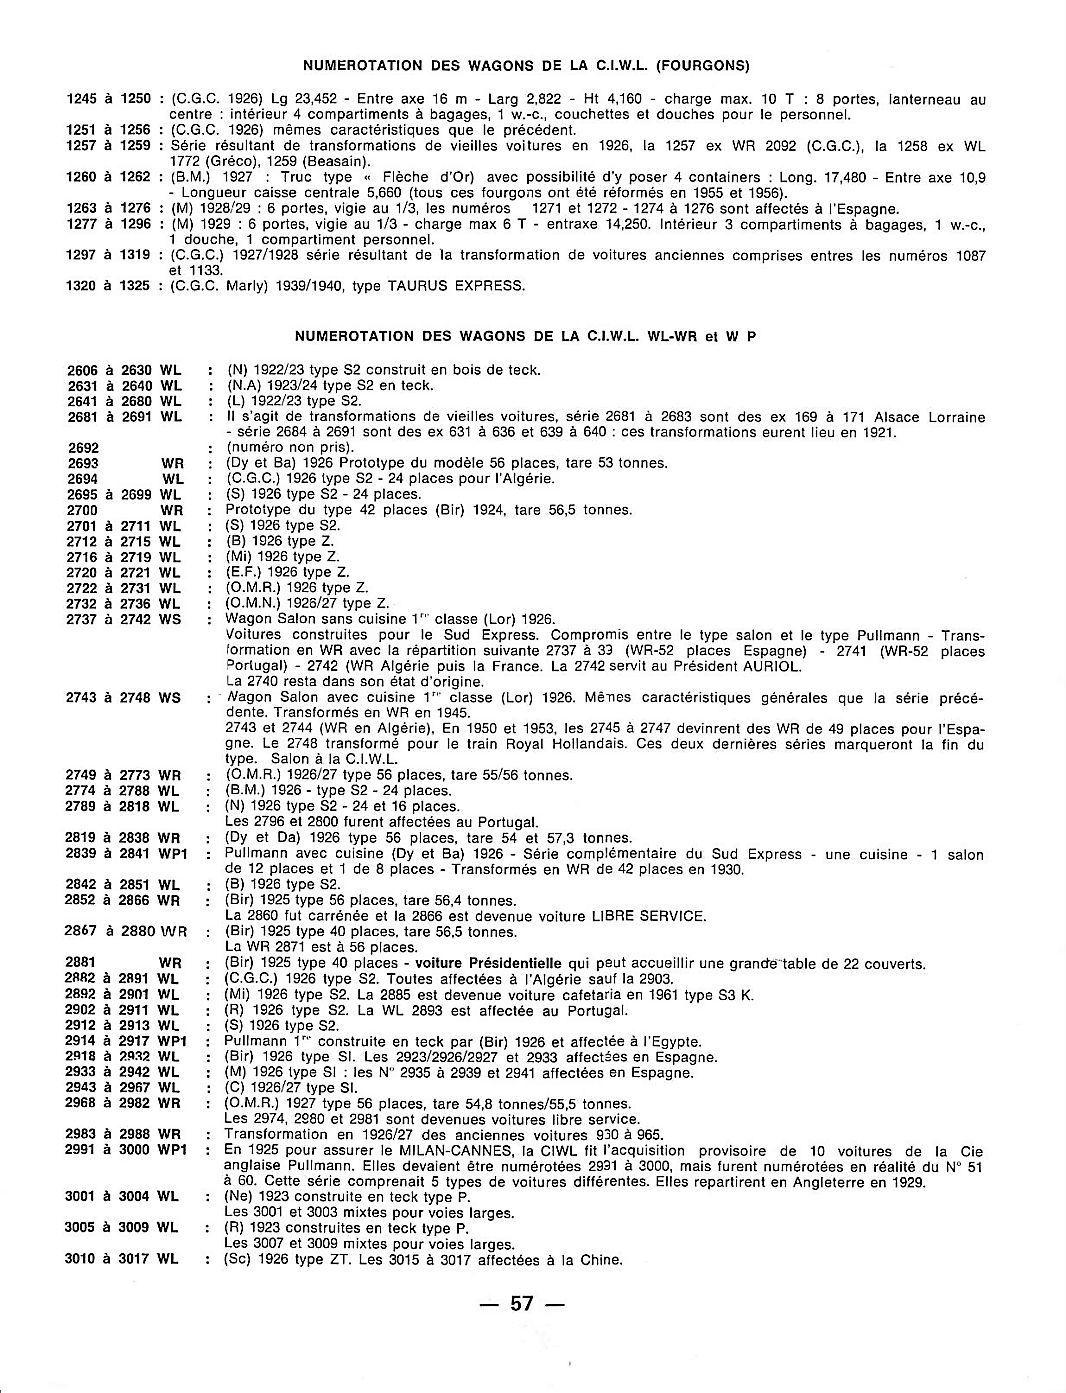 NUMEROTATION DES WAGONS DE LA C.I.W.L. (FOURGONS)
1245 à 1250 : (C.G.C. 1926) Lg 23,452 - Entre axe 16 m - Larg 2,822 - Ht 4,160 - charge max. 10 T : 8 portes, lanterneau au
centre : intérieur 4 compartiments à bagages, 1 w.-c., couchettes et douches pour le personnel.
1251 à 1256 : (C.G.C. 1926) mêmes caractéristiques que le précédent.
1257 à 1259 : Série résultant de transformations de vieilles voitures en 1926, la 1257 ex WR 2092 (C.G.C.), la 1258 ex WL
1772 (Gréco), 1259 (Beasain).
1260 à 1262 : (B.M.) 1927 : Truc type « Flèche d'Or) avec possibilité d'y poser 4 containers : Long. 17,480 - Entre axe 10,9
- Longueur caisse centrale 5,660 (tous ces fourgons ont été réformés en 1955 et 1956).
1263 à 1276 : (M) 1928/29 : 6 portes, vigie au 1/3, les numéros 1271 et 1272 - 1274 à 1276 sont affectés à l'Espagne.
1277 à 1296 : (M) 1929 : 6 portes, vigie au 1/3 - charge max 6 T - entraxe 14,250. Intérieur 3 compartiments à bagages, 1 w.-c.,
1 douche, 1 compartiment personnel.
1297 à 1319 : (C.G.C.) 1927/1928 série résultant de la transformation de voitures anciennes comprises entres les numéros 1087
et 1133.
1320 à 1325 : (C.G.C. Marly) 1939/1940, type TAURUS EXPRESS.
NUMEROTATION DES WAGONS DE LA C.I.W.L. WL-WR et W P
2606 à 2630 WL : (N) 1922/23 type S2 construit en bois de teck.
2631 à 2640 WL : (N.A) 1923/24 type S2 en teck.
2641 à 2680 WL : (L) 1922/23 type S2.
2681 à 2691 WL : Il s'agit de transformations de vieilles voitures, série 2681 à 2683 sont des ex 169 à 171 Alsace Lorraine
- série 2684 à 2691 sont des ex 631 à 636 et 639 à 640 : ces transformations eurent lieu en 1921.
2692 : (numéro non pris).
2693 WR : (Dy et Ba) 1926 Prototype du modèle 56 places, tare 53 tonnes.
2694 WL : (C.G.C.) 1926 type S2 - 24 places pour l'Algérie.
2695 à 2699 WL : (S) 1926 type S2 - 24 places.
2700 WR : Prototype du type 42 places (Bir) 1924, tare 56,5 tonnes.
2701 à 2711 WL : (S) 1926 type S2.
2712 à 2715 WL : (B) 1926 type Z.
2716 à 2719 WL : (Mi) 1926 type Z.
2720 à 2721 WL : (E.F.) 1926 type Z.
2722 à 2731 WL : (O.M.R.) 1926 type Z.
2732 à 2736 WL : (O.M.N.) 1926/27 type Z.
2737 à 2742 WS : Wagon Salon sans cuisine 1re classe (Lor) 1926.
Voitures construites pour le Sud Express. Compromis entre le type salon et le type Pullmann - Trans-
formation en WR avec la répartition suivante 2737 à 39 (WR-52 places Espagne) - 2741 (WR-52 places
Portugal) - 2742 (WR Algérie puis la France. La 2742 servit au Président AURIOL.
La 2740 resta dans son état d'origine.
2743 à 2748 WS : Wagon Salon avec cuisine 1re classe (Lor) 1926. Mêmes caractéristiques générales que la série précé-
dente. Transformés en WR en 1945.
2743 et 2744 (WR en Algérie), En 1950 et 1953, les 2745 à 2747 devinrent des WR de 49 places pour l'Espa-
gne. Le 2748 transformé pour le train Royal Hollandais. Ces deux dernières séries marqueront la fin du
type. Salon à la C.I.W.L.
2749 à 2773 WR : (O.M.R.) 1926/27 type 56 places, tare 55/56 tonnes.
2774 à 2788 WL : (B.M.) 1926 - type S2 - 24 places.
2789 à 2818 WL : (N) 1926 type S2 - 24 et 16 places.
Les 2796 et 2800 furent affectées au Portugal.
2819 à 2838 WR : (Dy et Da) 1926 type 56 places, tare 54 et 57,3 tonnes.
2839 à 2841 WP1 : Pullmann avec cuisine (Dy et Ba) 1926 - Série complémentaire du Sud Express - une cuisine - 1 salon
de 12 places et 1 de 8 places - Transformés en WR de 42 places en 1930.
2842 à 2851 WL : (B) 1926 type S2.
2852 à 2866 WR : (Bir) 1925 type 56 places, tare 56,4 tonnes.
La 2860 fut carrénée et la 2866 est devenue voiture LIBRE SERVICE.
2867 à 2880 WR : (Bir) 1925 type 40 places, tare 56,5 tonnes.
La WR 2871 est à 56 places.
2881 WR : (Bir) 1925 type 40 places - voiture Présidentielle qui peut accueillir une grande table de 22 couverts.
2882 à 2891 WL : (C.G.C.) 1926 type S2. Toutes affectées à l'Algérie sauf la 2903.
2892 à 2901 WL : (Mi) 1926 type S2. La 2885 est devenue voiture cafetaria en 1961 type S3 K.
2902 à 2911 WL : (R) 1926 type S2. La WL 2893 est affectée au Portugal.
2912 à 2913 WL : (S) 1926 type S2.
2914 à 2917 WP1 : Pullmann 1re construite en teck par (Bir) 1926 et affectée à l'Egypte.
2918 à 2932 WL : (Bir) 1926 type SI. Les 2923/2926/2927 et 2933 affectées en Espagne.
2933 à 2942 WL : (M) 1926 type SI : les N° 2935 à 2939 et 2941 affectées en Espagne.
2943 à 2967 WL : (C) 1926/27 type SI.
2968 à 2982 WR : (O.M.R.) 1927 type 56 places, tare 54,8 tonnes/55,5 tonnes.
Les 2974, 2980 et 2981 sont devenues voitures libre service.
2983 à 2988 WR : Transformation en 1926/27 des anciennes voitures 930 à 965.
2991 à 3000 WP1 : En 1925 pour assurer le MILAN-CANNES, la CIWL fit l'acquisition provisoire de 10 voitures de la Cie
anglaise Pullmann. Elles devaient être numérotées 2991 à 3000, mais furent numérotées en réalité du N° 51
à 60. Cette série comprenait 5 types de voitures différentes. Elles repartirent en Angleterre en 1929.
3001 à 3004 WL : (Ne) 1923 construite en teck type P.
Les 3001 et 3003 mixtes pour voies larges.
3005 à 3009 WL : (R) 1923 construites en teck type P.
Les 3007 et 3009 mixtes pour voies larges.
3010 à 3017 WL : (Sc) 1926 type ZT. Les 3015 à 3017 affectées à la Chine.
— 57 —